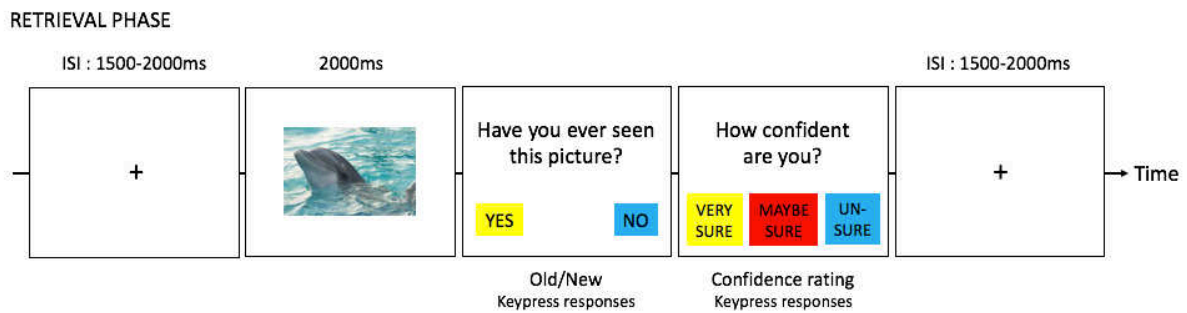 RETRIEVAL PHASE
ISI : 1500-2000ms
2000ms
ISI : 1500-2000ms
+
Have you ever seen
this picture?
YES
NO
How confident
are you?
VERY
SURE
MAYBE
SURE
UN-
SURE
+
Time
Old/New
Keypress responses
Confidence rating
Keypress responses